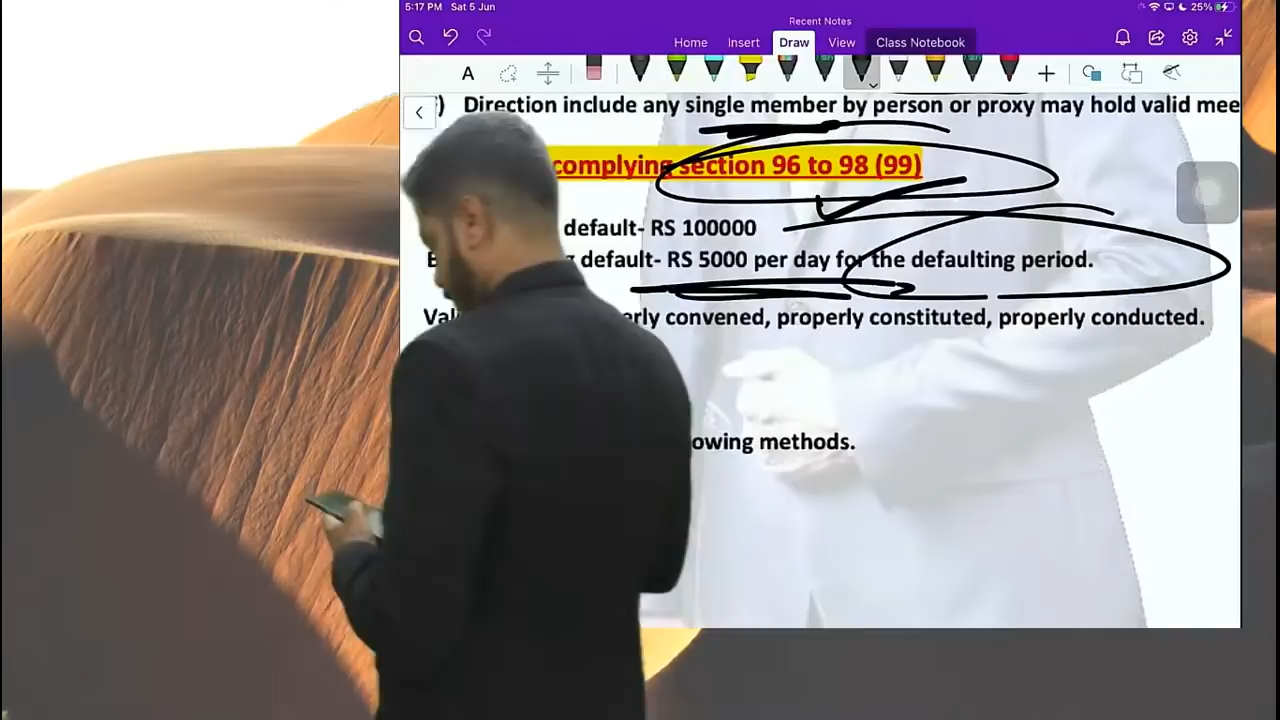 5:17 PM Sat 5 Jun
25%
Recent Notes
Home Insert Draw View Class Notebook
A
) Direction include any single member by person or proxy may hold valid mee
complying section 96 to 98 (99)
default- RS 100000
default- RS 5000 per day for the defaulting period.
Val erly convened, properly constituted, properly conducted.
owing methods.